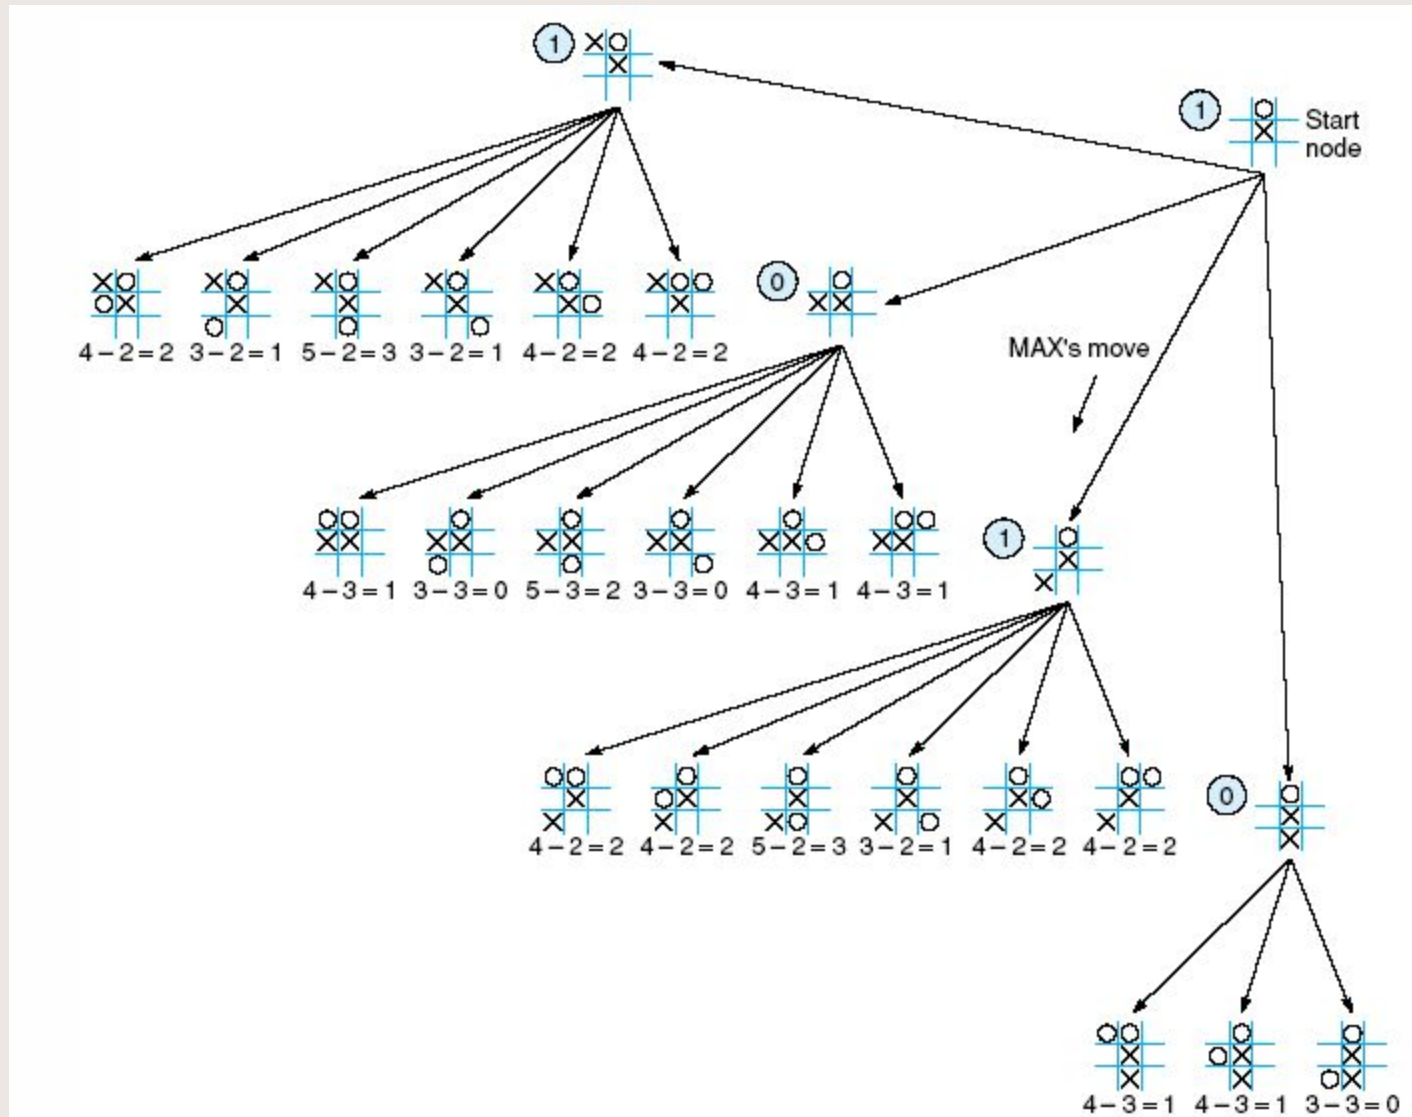 1
X O
X
1
O
X
Start
node
X O
O X
4 – 2 = 2
X O
X
O
3 – 2 = 1
X O
X
O
5 – 2 = 3
X O
X
O
3 – 2 = 1
X O
X O
4 – 2 = 2
X O O
X
4 – 2 = 2
0
O
X X
MAX's move
O O
X X
4 – 3 = 1
O
X X
O
3 – 3 = 0
O
X X
O
5 – 3 = 2
O
X X
O
3 – 3 = 0
O
X X O
4 – 3 = 1
O O
X X
4 – 3 = 1
1
O
X
X
O O
X
X
4 – 2 = 2
O
O X
X
4 – 2 = 2
O
X
X O
5 – 2 = 3
O
X
X O
3 – 2 = 1
O
X O
X
4 – 2 = 2
O O
X
X
4 – 2 = 2
0
O
X
X
O O
X
X
4 – 3 = 1
O
O X
X
4 – 3 = 1
O
X
O X
3 – 3 = 0